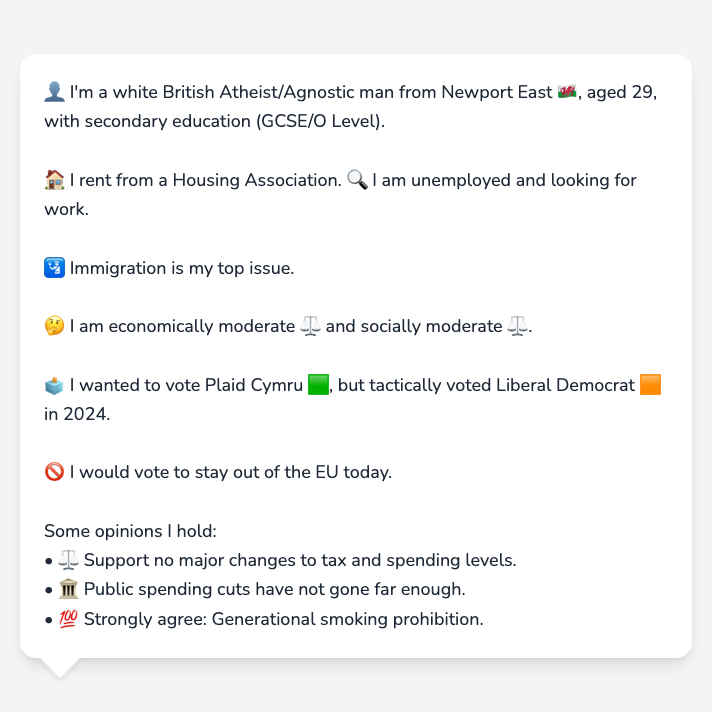 👤 I'm a white British Atheist/Agnostic man from Newport East 🏴󠁧󠁢󠁷󠁬󠁳󠁿, aged 29,
with secondary education (GCSE/O Level).
🏠 I rent from a Housing Association. 🔍 I am unemployed and looking for
work.
🛂 Immigration is my top issue.
🤔 I am economically moderate ⚖️ and socially moderate ⚖️.
🗳️ I wanted to vote Plaid Cymru 🟩, but tactically voted Liberal Democrat 🟧
in 2024.
🚫 I would vote to stay out of the EU today.
Some opinions I hold:
• ⚖️ Support no major changes to tax and spending levels.
• 🏛️ Public spending cuts have not gone far enough.
• 💯 Strongly agree: Generational smoking prohibition.